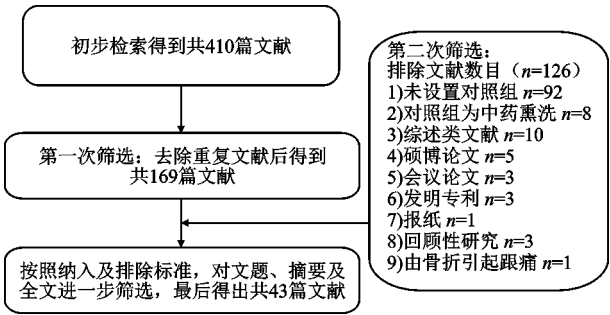 初步检索得到共410篇文献
第一次筛选：去除重复文献后得到
共169篇文献
按照纳入及排除标准，对文题、摘要及
全文进一步筛选，最后得出共43篇文献
第二次筛选：
排除文献数目（n=126）
1)未设置对照组 n=92
2)对照组为中药熏洗 n=8
3)综述类文献 n=10
4)硕博论文 n=5
5)会议论文 n=3
6)发明专利 n=3
7)报纸 n=1
8)回顾性研究 n=3
9)由骨折引起跟痛 n=1